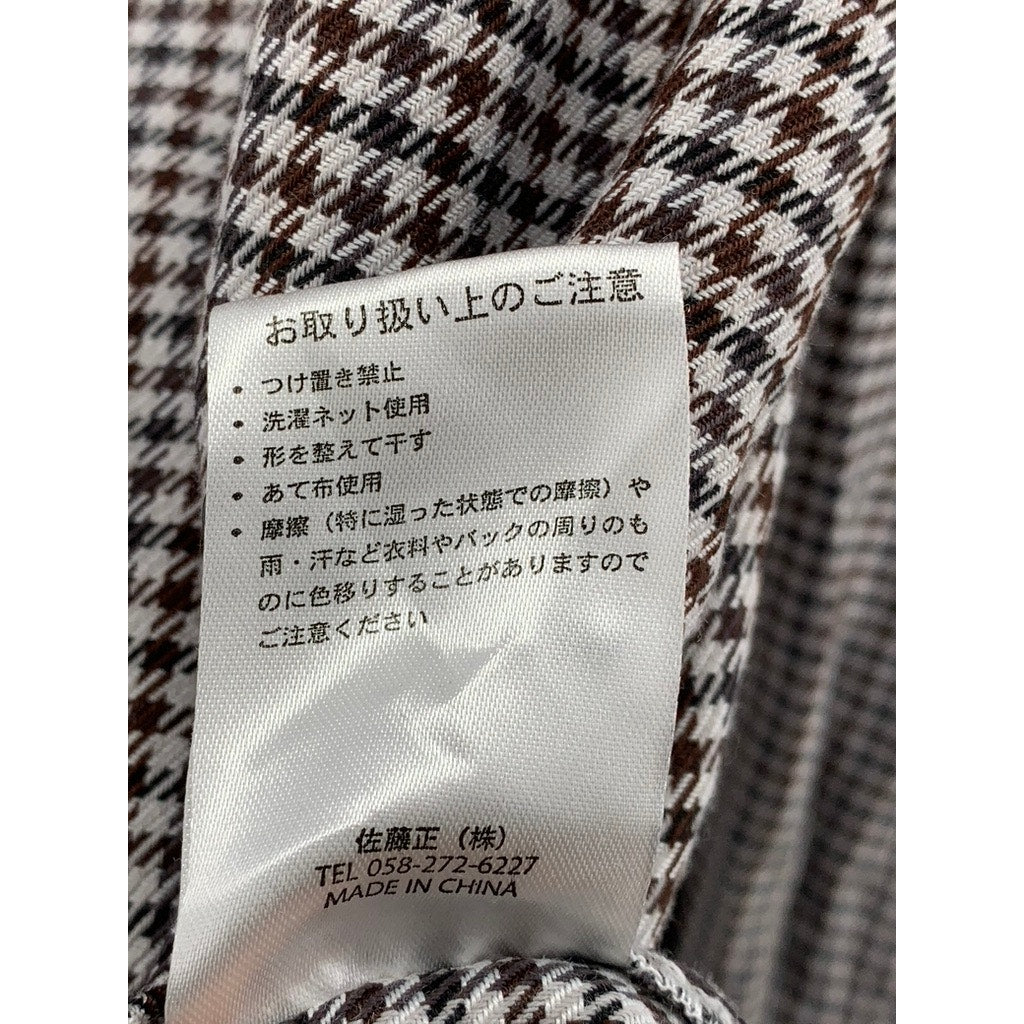 お取り扱い上のご注意
• つけ置き禁止
• 洗濯ネット使用
• 形を整えて干す
• あて布使用
• 摩擦（特に湿った状態での摩擦）や
雨・汗など衣料やバックの周りのも
のに色移りすることがありますので
ご注意ください
佐藤正（株）
TEL 058-272-6227
MADE IN CHINA